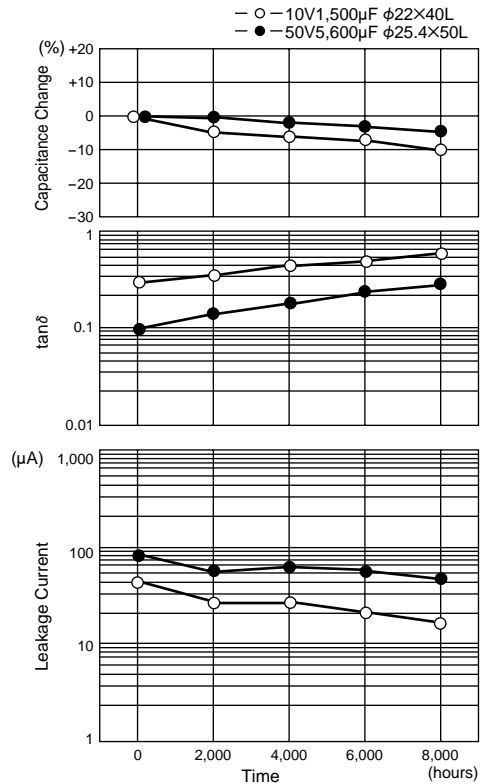 10V1,500µF ϕ22×40L
50V5,600µF ϕ25.4×50L
(%)
+20
+10
0
−10
−20
−30
Capacitance Change
1
0.1
0.01
tanδ
(µA)
1,000
100
10
1
Leakage Current
0 2,000 4,000 6,000 8,000
(hours)
Time